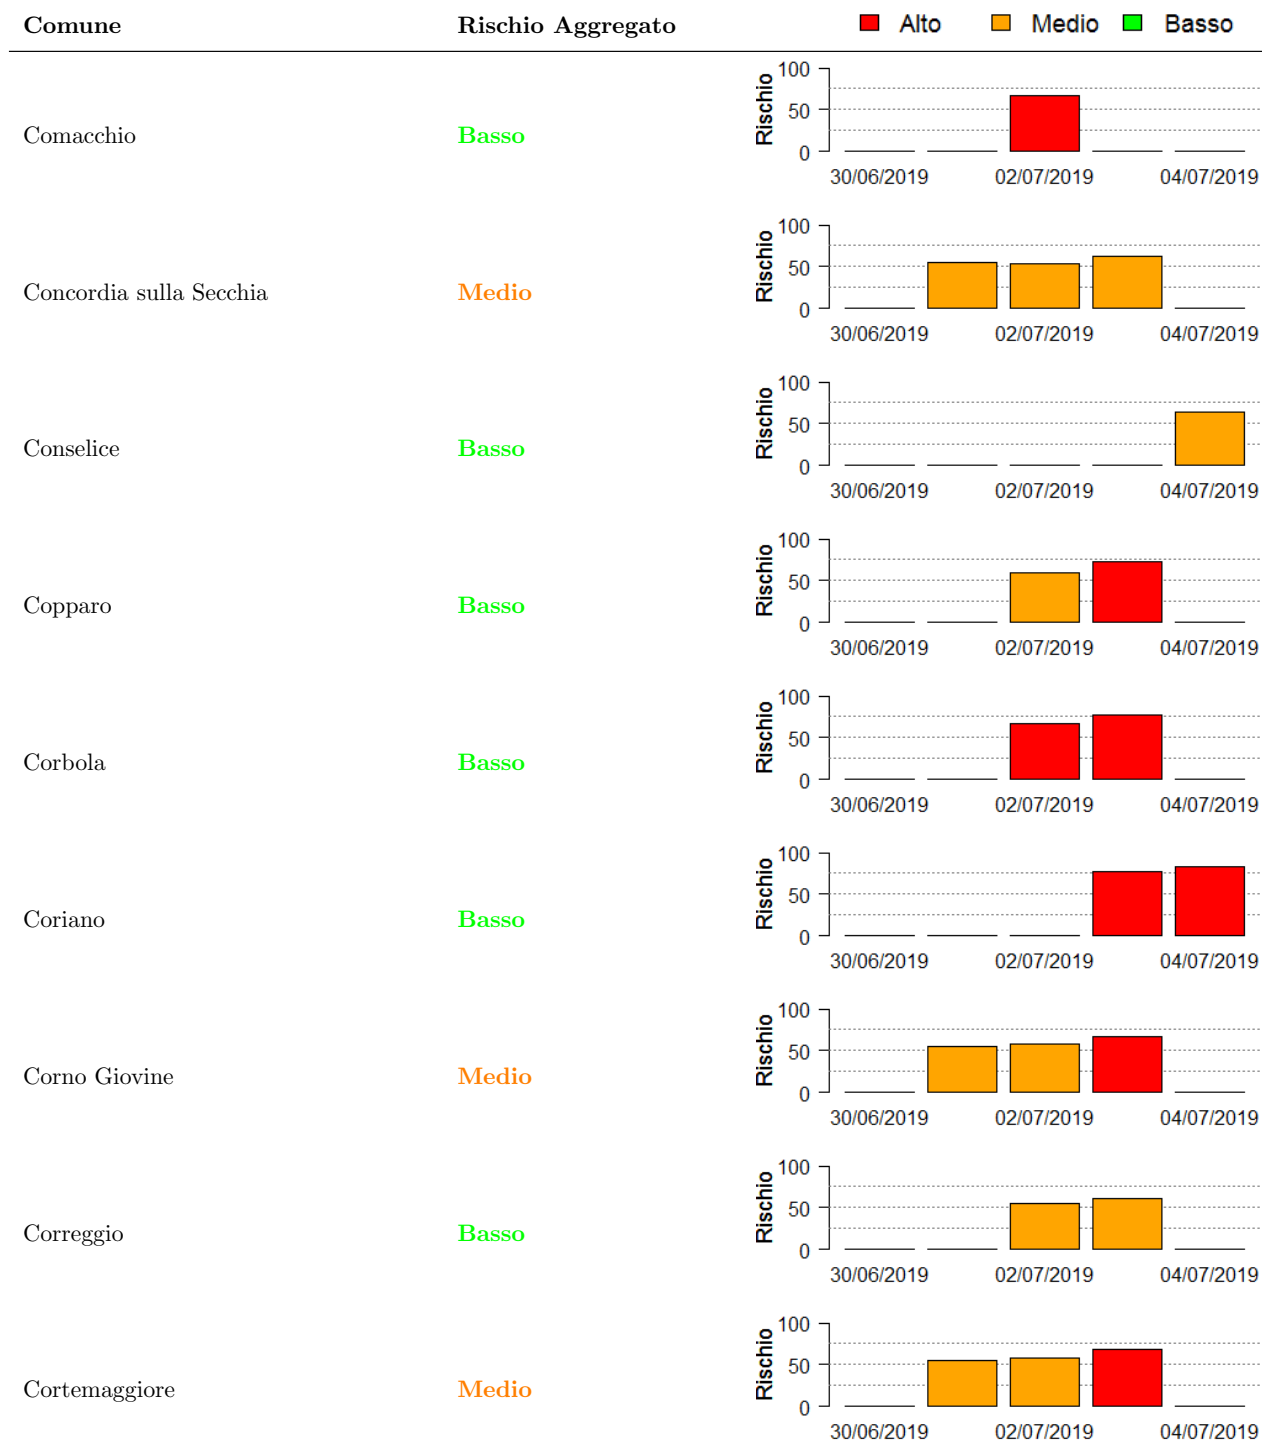 Comune Rischio Aggregato Alto Medio Basso
Comacchio Basso
Rischio
100
50
0
30/06/2019 02/07/2019 04/07/2019
Concordia sulla Secchia Medio
Rischio
100
50
0
30/06/2019 02/07/2019 04/07/2019
Conselice Basso
Rischio
100
50
0
30/06/2019 02/07/2019 04/07/2019
Copparo Basso
Rischio
100
50
0
30/06/2019 02/07/2019 04/07/2019
Corbola Basso
Rischio
100
50
0
30/06/2019 02/07/2019 04/07/2019
Coriano Basso
Rischio
100
50
0
30/06/2019 02/07/2019 04/07/2019
Corno Giovine Medio
Rischio
100
50
0
30/06/2019 02/07/2019 04/07/2019
Correggio Basso
Rischio
100
50
0
30/06/2019 02/07/2019 04/07/2019
Cortemaggiore Medio
Rischio
100
50
0
30/06/2019 02/07/2019 04/07/2019